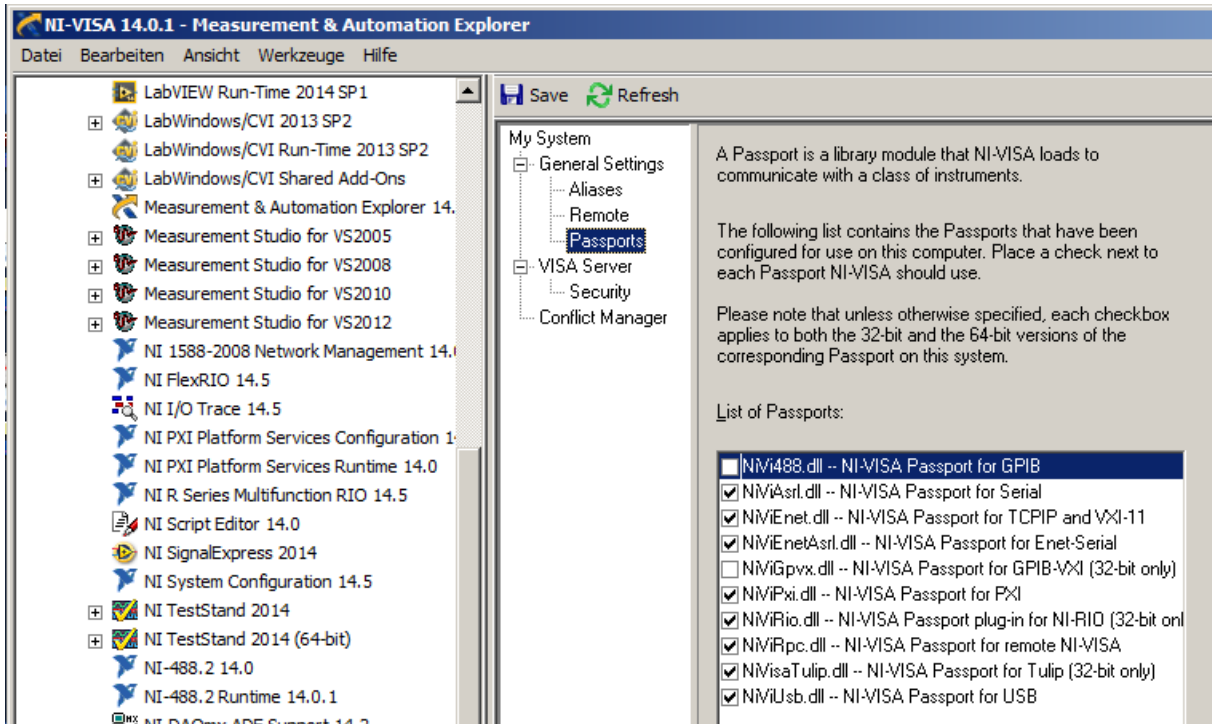 NI-VISA 14.0.1 - Measurement & Automation Explorer
Datei Bearbeiten Ansicht Werkzeuge Hilfe
LabVIEW Run-Time 2014 SP1
LabWindows/CVI 2013 SP2
LabWindows/CVI Run-Time 2013 SP2
LabWindows/CVI Shared Add-Ons
Measurement & Automation Explorer 14.
Measurement Studio for VS2005
Measurement Studio for VS2008
Measurement Studio for VS2010
Measurement Studio for VS2012
NI 1588-2008 Network Management 14.
NI FlexRIO 14.5
NI I/O Trace 14.5
NI PXI Platform Services Configuration 1
NI PXI Platform Services Runtime 14.0
NI R Series Multifunction RIO 14.5
NI Script Editor 14.0
NI SignalExpress 2014
NI System Configuration 14.5
NI TestStand 2014
NI TestStand 2014 (64-bit)
NI-488.2 14.0
NI-488.2 Runtime 14.0.1
NI-DAQmx ADE Support 14.2
Save Refresh
My System
General Settings
Aliases
Remote
Passports
VISA Server
Security
Conflict Manager
A Passport is a library module that NI-VISA loads to
communicate with a class of instruments.
The following list contains the Passports that have been
configured for use on this computer. Place a check next to
each Passport NI-VISA should use.
Please note that unless otherwise specified, each checkbox
applies to both the 32-bit and the 64-bit versions of the
corresponding Passport on this system.
List of Passports:
NiVi488.dll -- NI-VISA Passport for GPIB
NiViAsrl.dll -- NI-VISA Passport for Serial
NiViEnet.dll -- NI-VISA Passport for TCPIP and VXI-11
NiViEnetAsrl.dll -- NI-VISA Passport for Enet-Serial
NiViGpvx.dll -- NI-VISA Passport for GPIB-VXI (32-bit only)
NiViPxi.dll -- NI-VISA Passport for PXI
NiViRio.dll -- NI-VISA Passport plug-in for NI-RIO (32-bit onl
NiViRpc.dll -- NI-VISA Passport for remote NI-VISA
NiVisaTulip.dll -- NI-VISA Passport for Tulip (32-bit only)
NiViUsb.dll -- NI-VISA Passport for USB